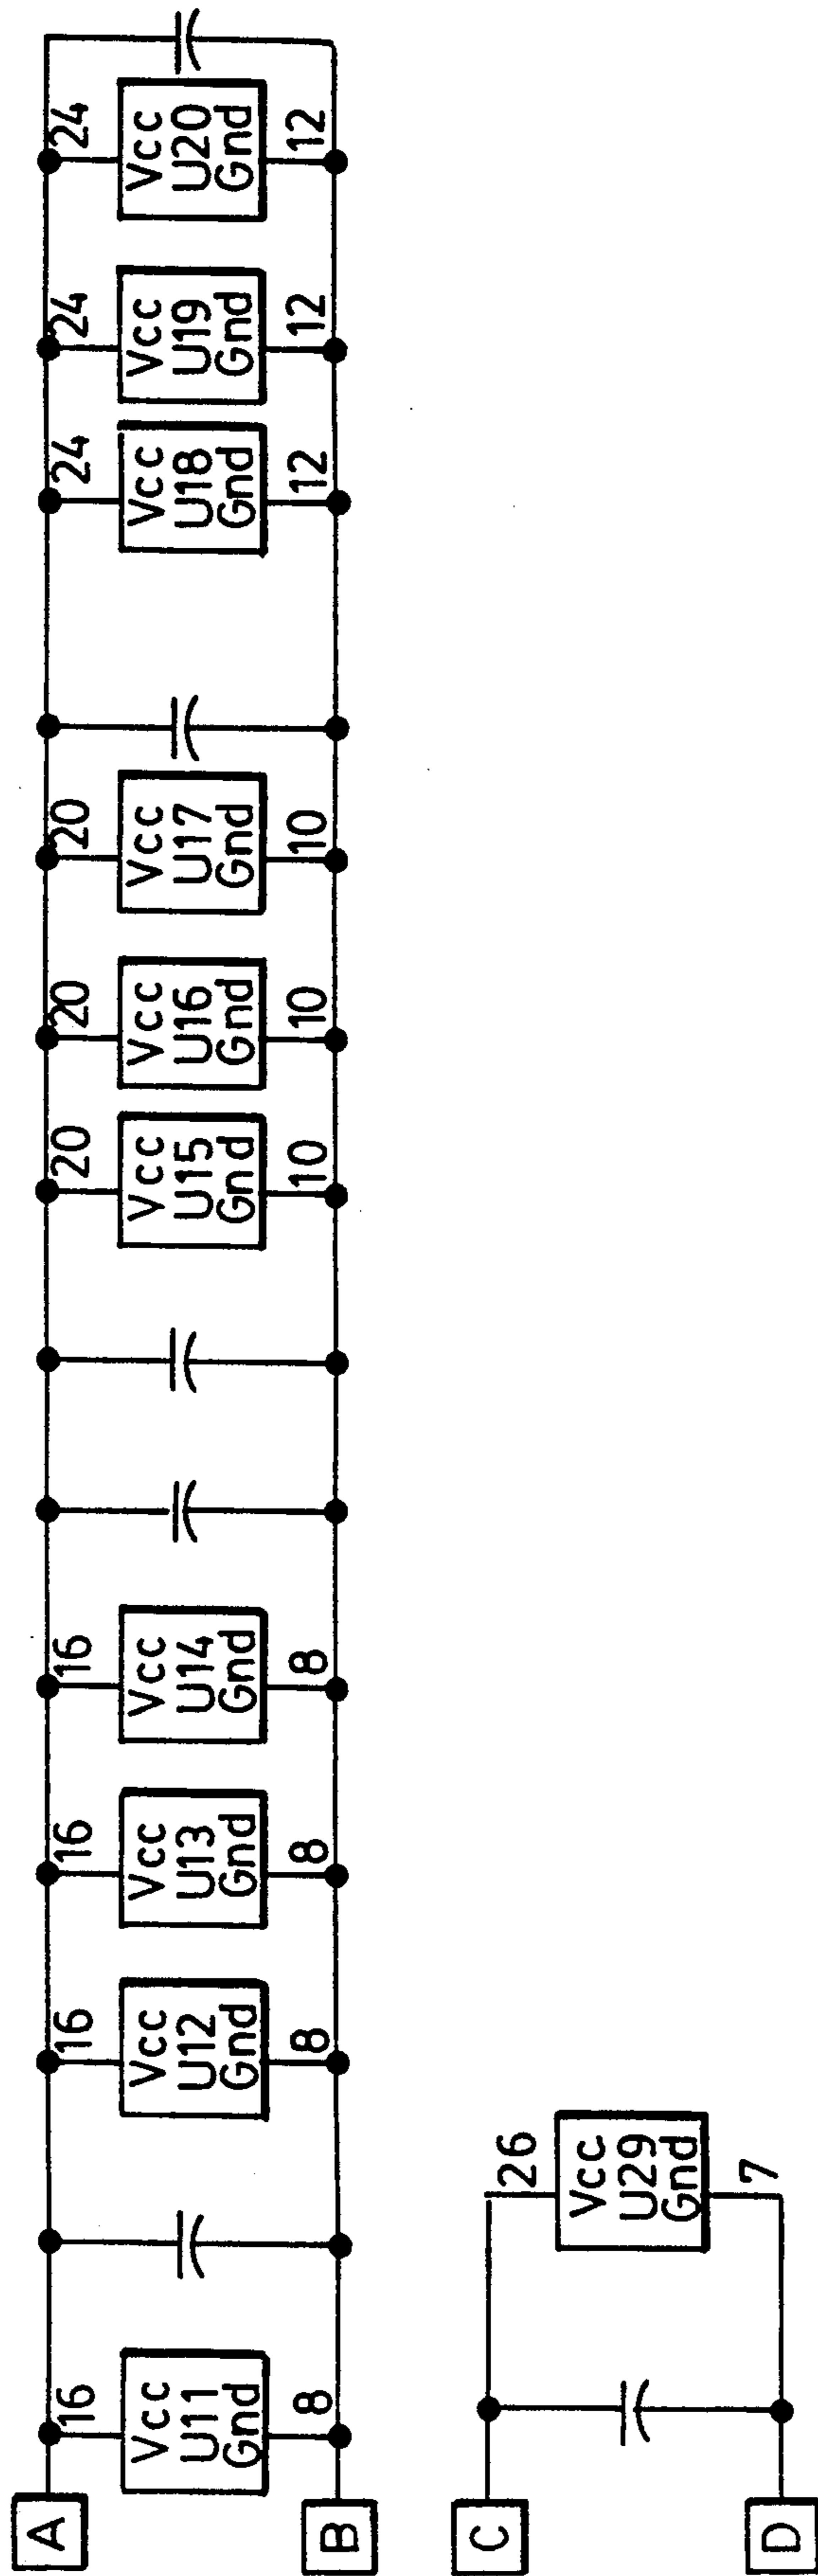 A
16 16 16 16 20 20 20 24 24 24
Vcc Vcc Vcc Vcc Vcc Vcc Vcc Vcc Vcc Vcc
U11 U12 U13 U14 U15 U16 U17 U18 U19 U20
Gnd Gnd Gnd Gnd Gnd Gnd Gnd Gnd Gnd Gnd
8 8 8 8 10 10 10 12 12 12
B
C
26
Vcc
U29
Gnd
7
D